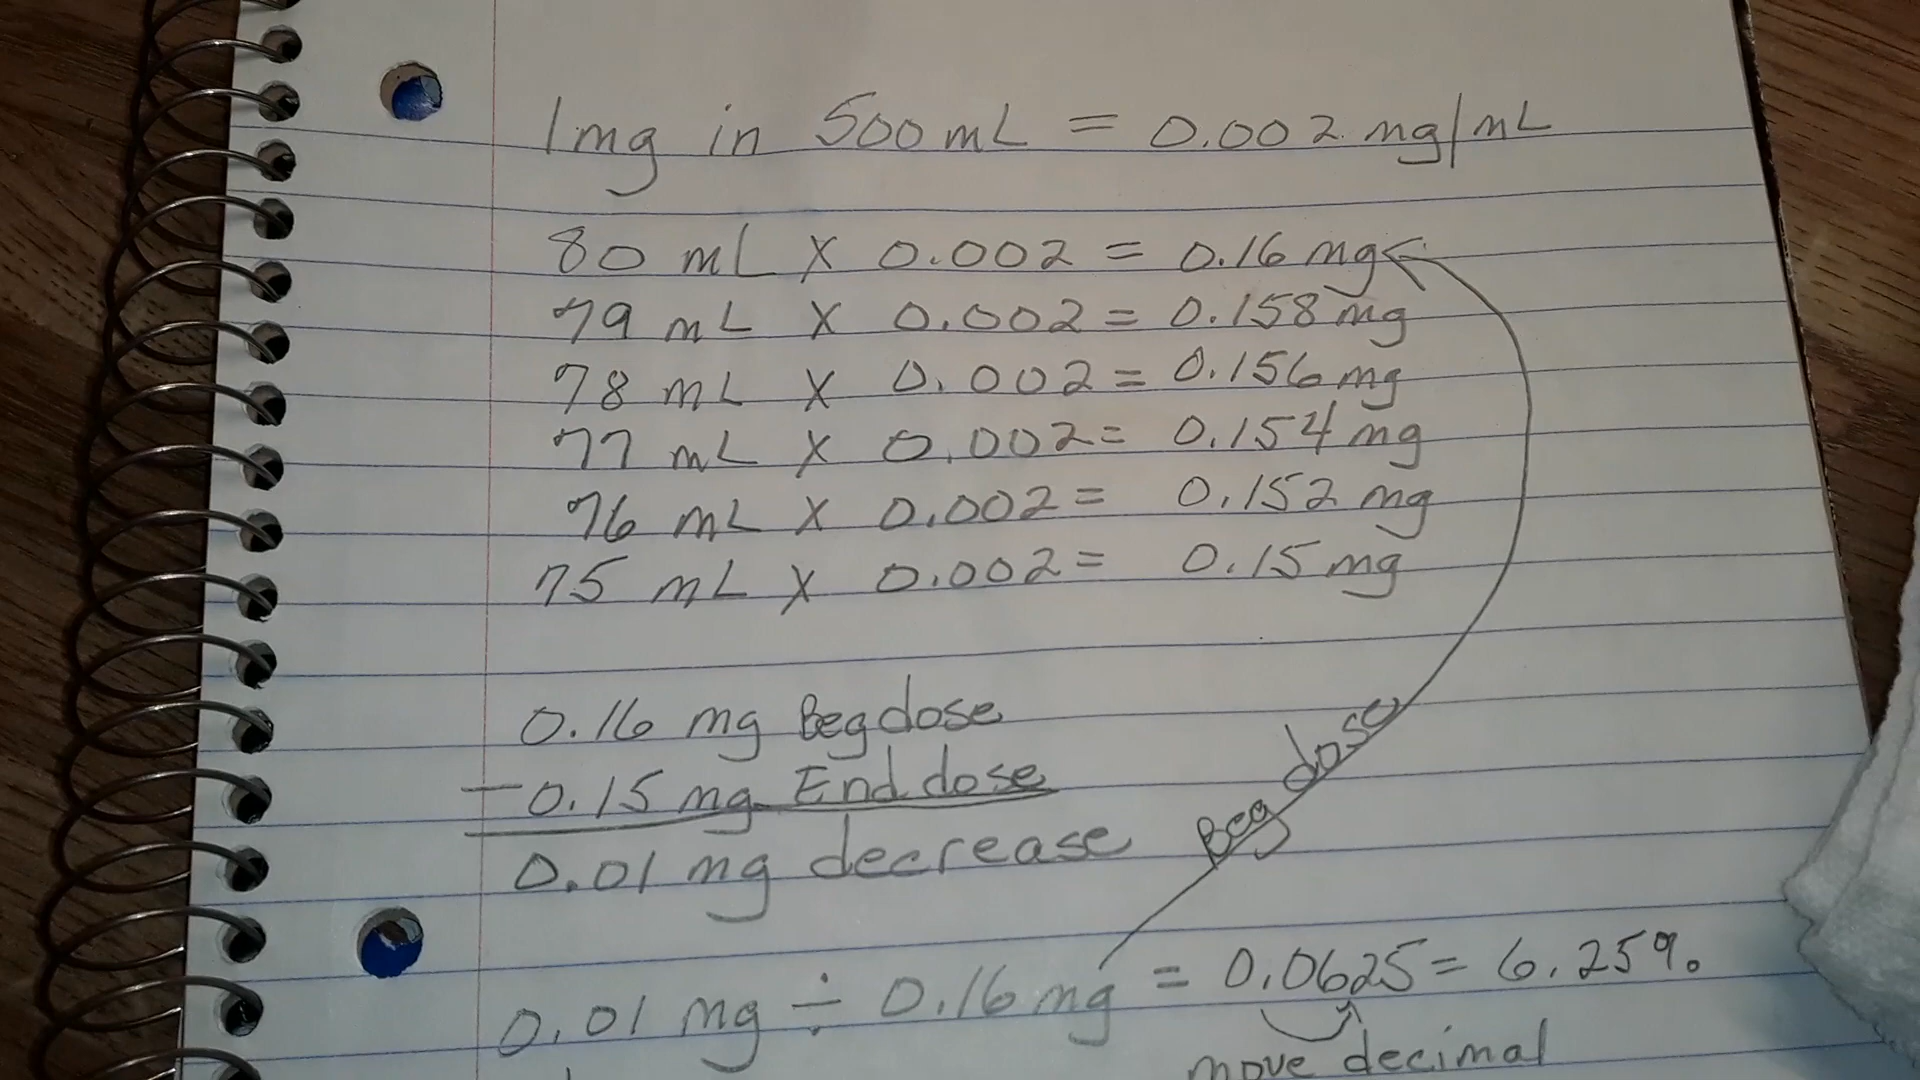 1mg in 500mL = 0.002 mg/mL
80 mL X 0.002 = 0.16 mg
79 mL X 0.002 = 0.158 mg
78 mL X 0.002 = 0.156 mg
77 mL X 0.002 = 0.154 mg
76 mL X 0.002 = 0.152 mg
75 mL X 0.002 = 0.15 mg
0.16 mg Beg dose
- 0.15 mg End dose
0.01 mg decrease
Beg dose
0.01 mg ÷ 0.16 mg = 0.0625 = 6.25%
move decimal